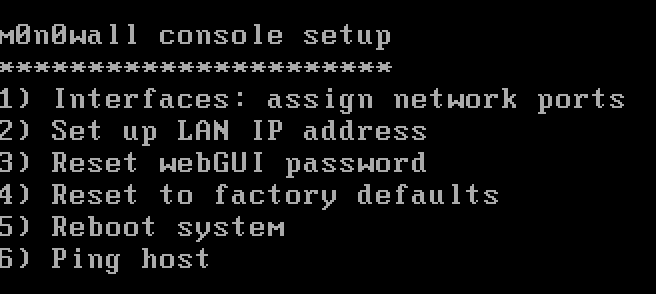 m0n0wall console setup
**********************
1) Interfaces: assign network ports
2) Set up LAN IP address
3) Reset webGUI password
4) Reset to factory defaults
5) Reboot system
6) Ping host